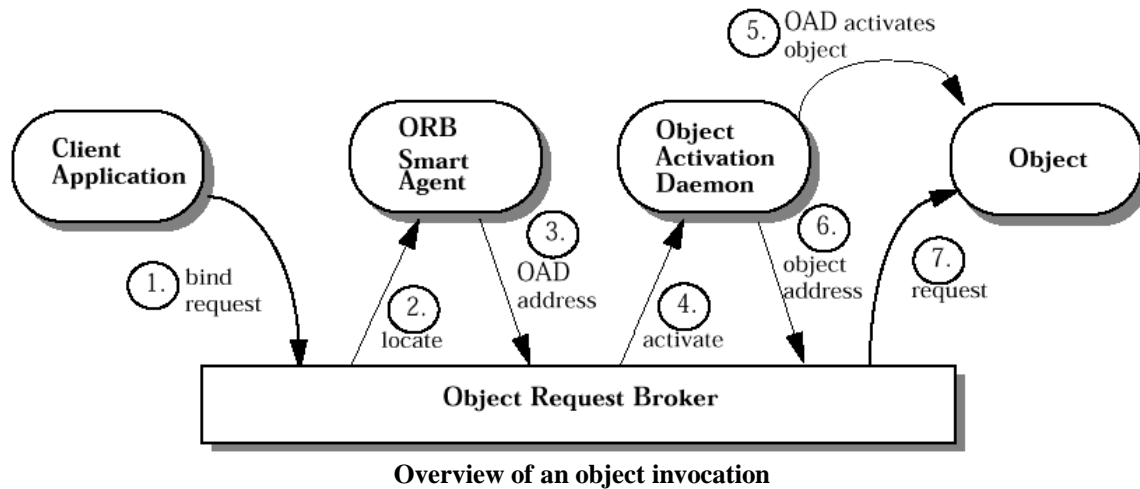 5. OAD activates
object
Client
Application
ORB
Smart
Agent
Object
Activation
Daemon
Object
1. bind
request
2.
locate
3.
OAD
address
4.
activate
6.
object
address
7.
request
Object Request Broker
Overview of an object invocation